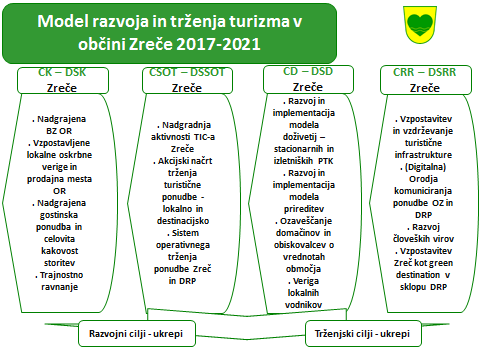 Model razvoja in trženja turizma v
občini Zreče 2017-2021
CK – DSK
Zreče
. Nadgrajena
BZ OR
. Vzpostavljene
lokalne oskrbne
verige in
prodajna mesta
OR
. Nadgrajena
gostinska
ponudba in
celovita
kakovost
storitev
. Trajnostno
ravnanje
CSOT – DSSOT
Zreče
. Nadgradnja
aktivnosti TIC-a
Zreče
. Akcijski načrt
trženja
turistične
ponudbe -
lokalno in
destinacijsko
. Sistem
operativnega
trženja
ponudbe Zreč
in DRP
CD – DSD
Zreče
. Razvoj in
implementacija
modela
doživetij –
stacionarnih in
izletniških PTK
. Razvoj in
implementacija
modela
prireditev
. Ozaveščanje
domačinov in
obiskovalcev o
vrednotah
območja
. Veriga
lokalnih
vodnikov
CRR – DSRR
Zreče
. Vzpostavitev
in vzdrževanje
turistične
infrastrukture
. (Digitalna)
Orodja
komuniciranja
ponudbe OZ in
DRP
. Razvoj
človeških virov
. Vzpostavitev
Zreč kot green
destination v
sklopu DRP
Razvojni cilji - ukrepi
Trženjski cilji - ukrepi